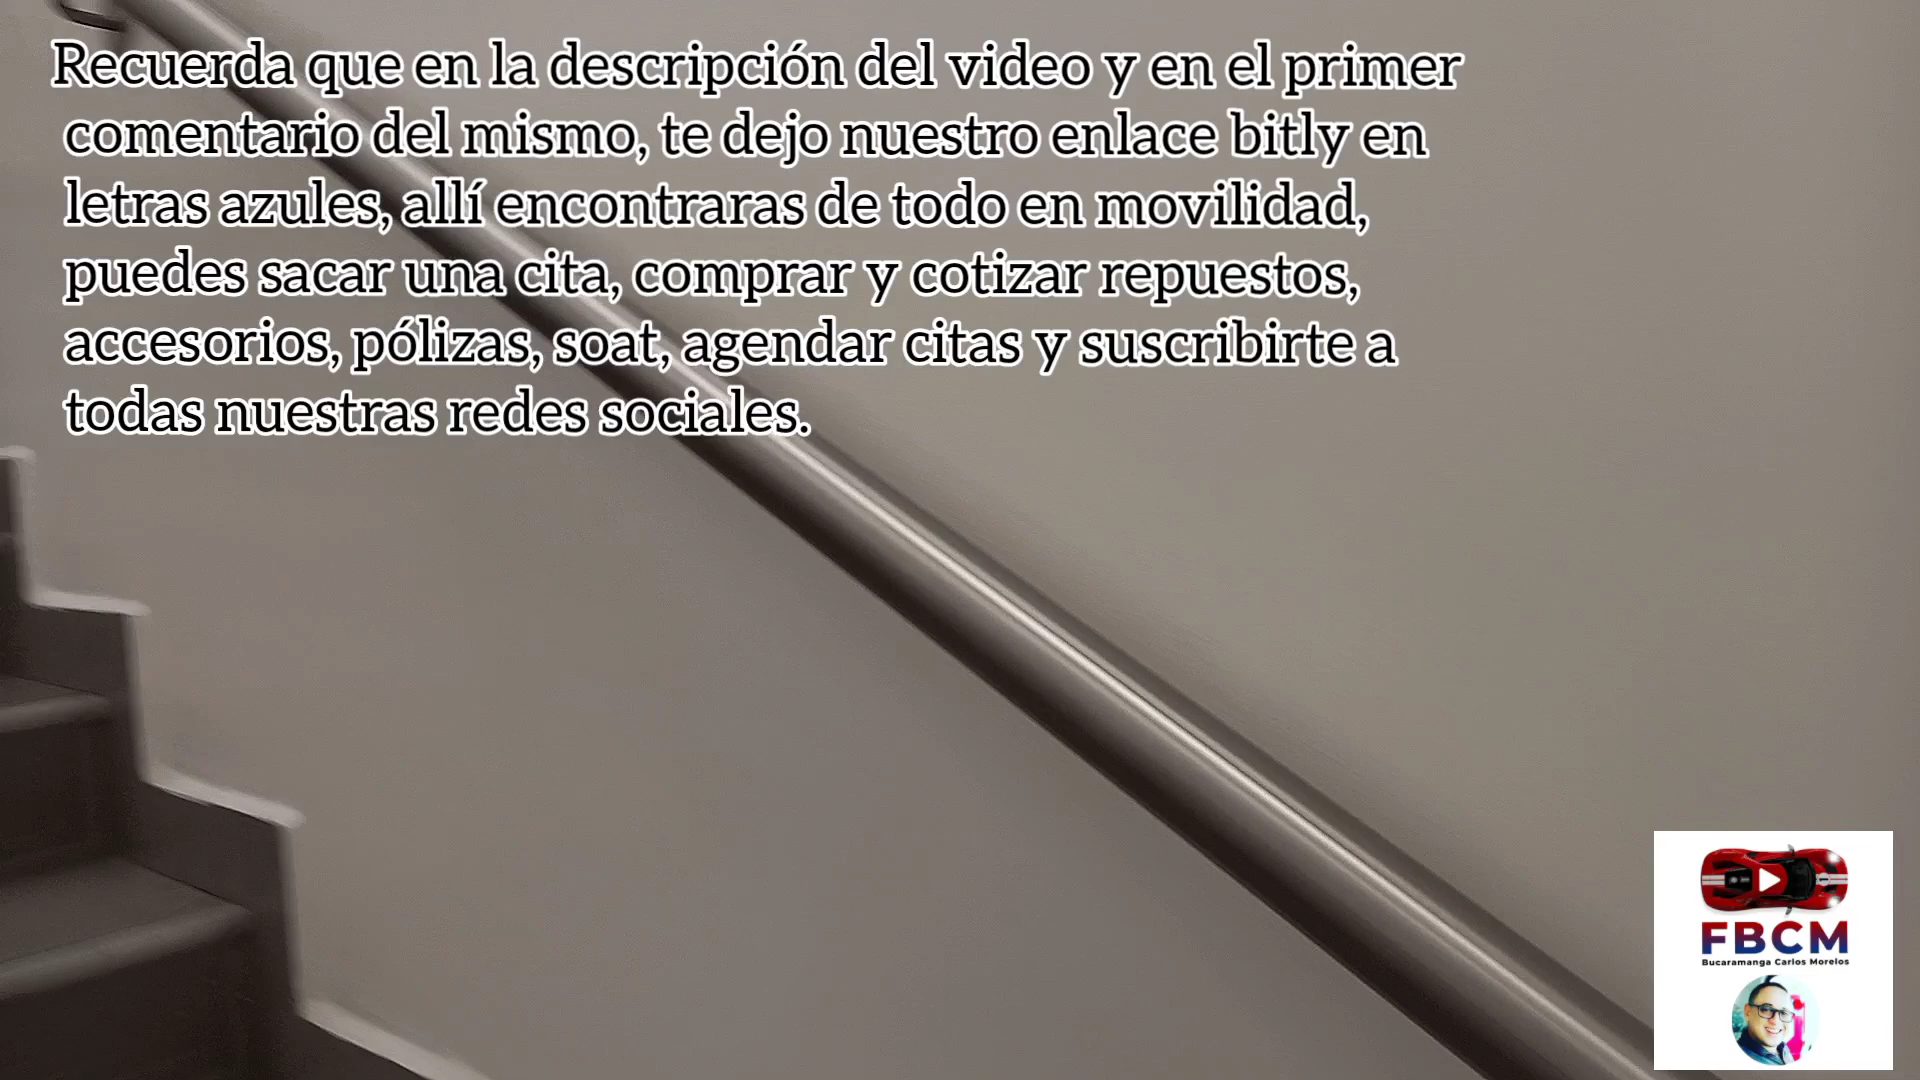 Recuerda que en la descripción del video y en el primer
comentario del mismo, te dejo nuestro enlace bitly en
letras azules, allí encontraras de todo en movilidad,
puedes sacar una cita, comprar y cotizar repuestos,
accesorios, pólizas, soat, agendar citas y suscribirte a
todas nuestras redes sociales.
FBCM
Bucaramanga Carlos Morelos